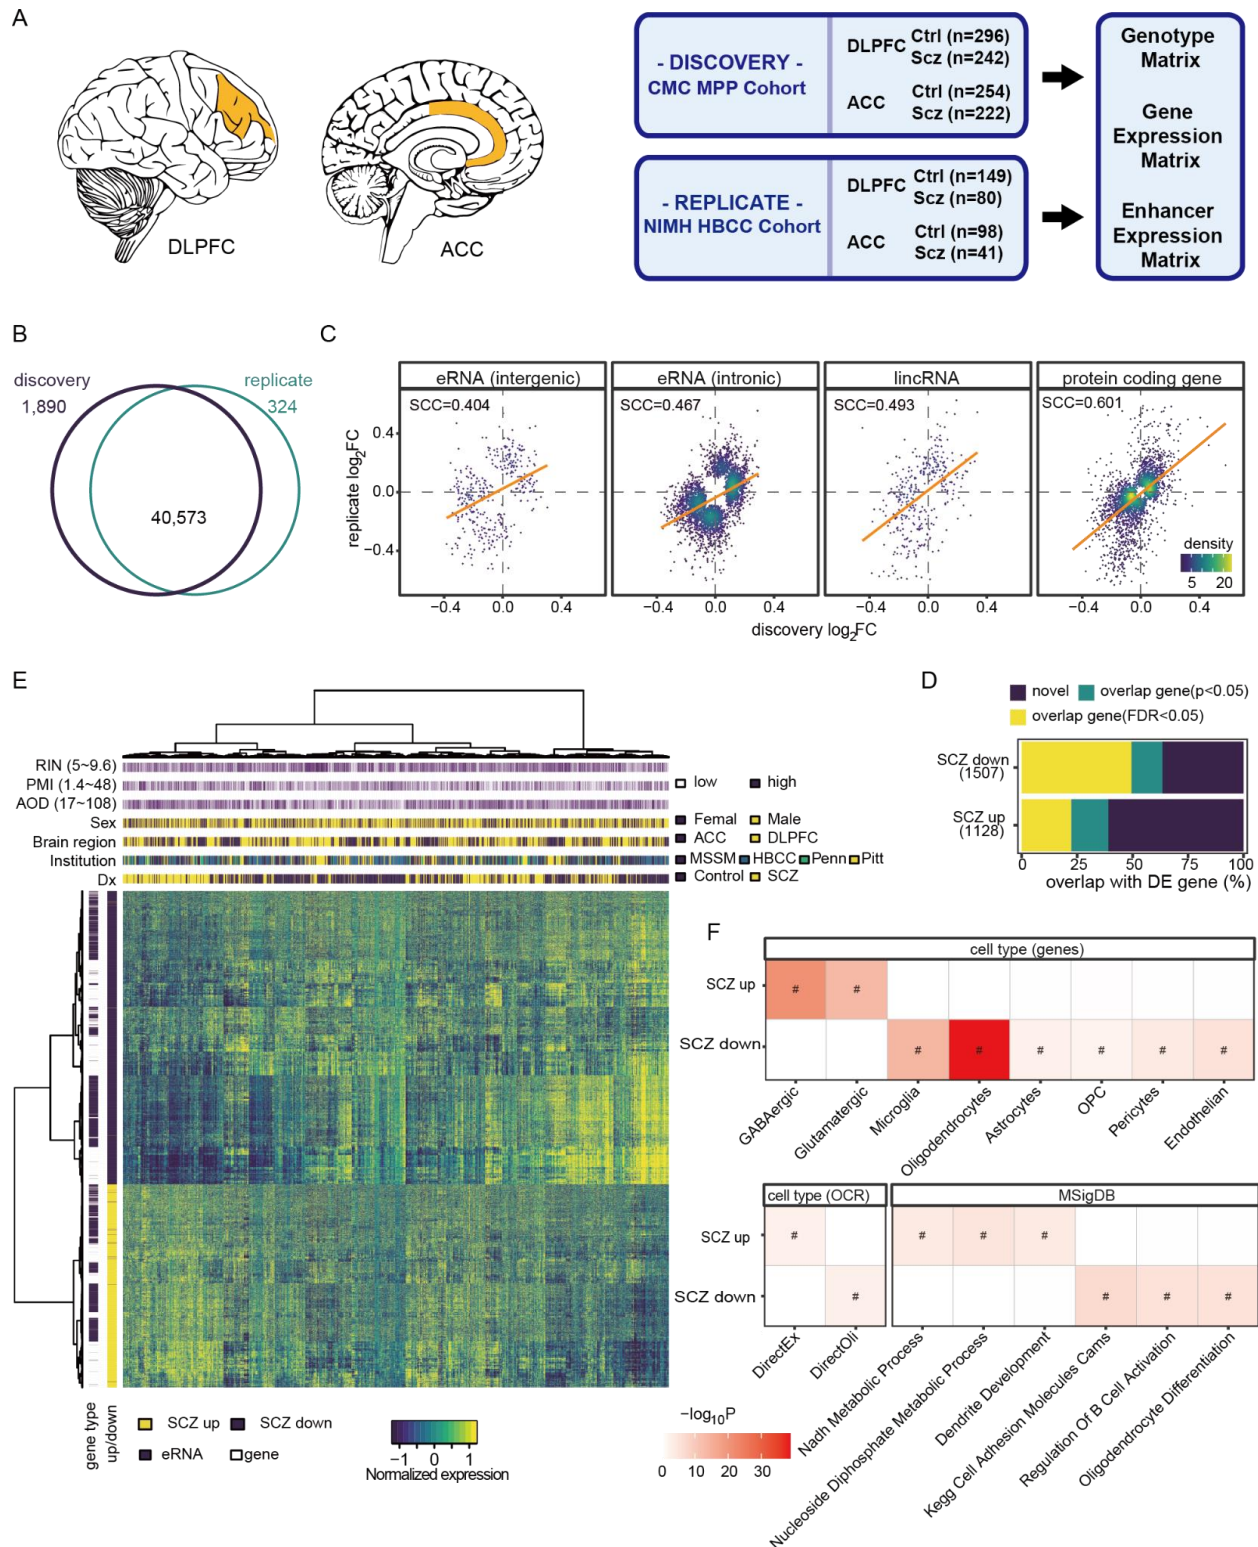 A
DLPFC
ACC
- DISCOVERY -
CMC MPP Cohort
DLPFC
Ctrl (n=296)
Scz (n=242)
ACC
Ctrl (n=254)
Scz (n=222)
- REPLICATE -
NIMH HBCC Cohort
DLPFC
Ctrl (n=149)
Scz (n=80)
ACC
Ctrl (n=98)
Scz (n=41)
Genotype
Matrix
Gene
Expression
Matrix
Enhancer
Expression
Matrix
B
discovery
1,890
replicate
324
40,573
C
eRNA (intergenic)
eRNA (intronic)
lincRNA
protein coding gene
SCC=0.404
SCC=0.467
SCC=0.493
SCC=0.601
replicate log2FC
0.4
0.0
−0.4
−0.4 0.0 0.4
−0.4 0.0 0.4
−0.4 0.0 0.4
−0.4 0.0 0.4
discovery log2FC
density
5 20
E
RIN (5~9.6)
PMI (1.4~48)
AOD (17~108)
Sex
Brain region
Institution
Dx
low high
Femal Male
ACC DLPFC
MSSM HBCC Penn Pitt
Control SCZ
gene type
up/down
SCZ up SCZ down
eRNA gene
−1 0 1
Normalized expression
D
novel overlap gene(p<0.05)
overlap gene(FDR<0.05)
SCZ down
(1507)
SCZ up
(1128)
0 25 50 75 100
overlap with DE gene (%)
F
cell type (genes)
SCZ up
# #
SCZ down
# # # # # #
GABAergic
Glutamatergic
Microglia
Oligodendrocytes
Astrocytes
OPC
Pericytes
Endothelian
cell type (OCR)
MSigDB
SCZ up
# # # #
SCZ down
# # # #
DirectEx
DirectOli
Nadh Metabolic Process
Nucleoside Diphosphate Metabolic Process
Dendrite Development
Kegg Cell Adhesion Molecules Cams
Regulation Of B Cell Activation
Oligodendrocyte Differentiation
−log10P
0 10 20 30